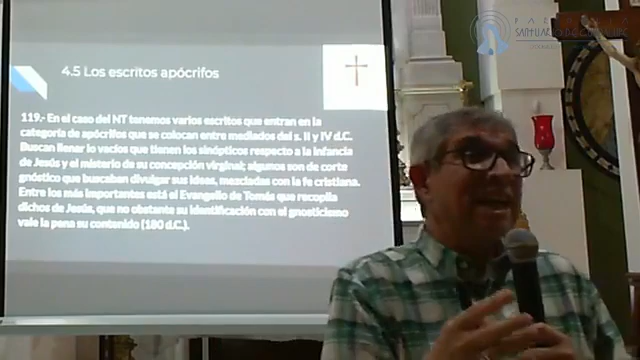 4.5 Los escritos apócrifos
119.- En el caso del NT tenemos varios escritos que entran en la
categoría de apócrifos que se colocan entre mediados del s. II y IV d.C.
Buscan llenar lo vacíos que tienen los sinópticos respecto a la infancia
de Jesús y el misterio de su concepción virginal; algunos son de corte
gnóstico que buscaban divulgar sus ideas, mezcladas con la fe cristiana.
Entre los más importantes está el Evangelio de Tomás que recopila
dichos de Jesús, que no obstante su identificación con el gnosticismo
vale la pena su contenido (180 d.C.).
PARROQUIA
SANTUARIO DE GUADALUPE